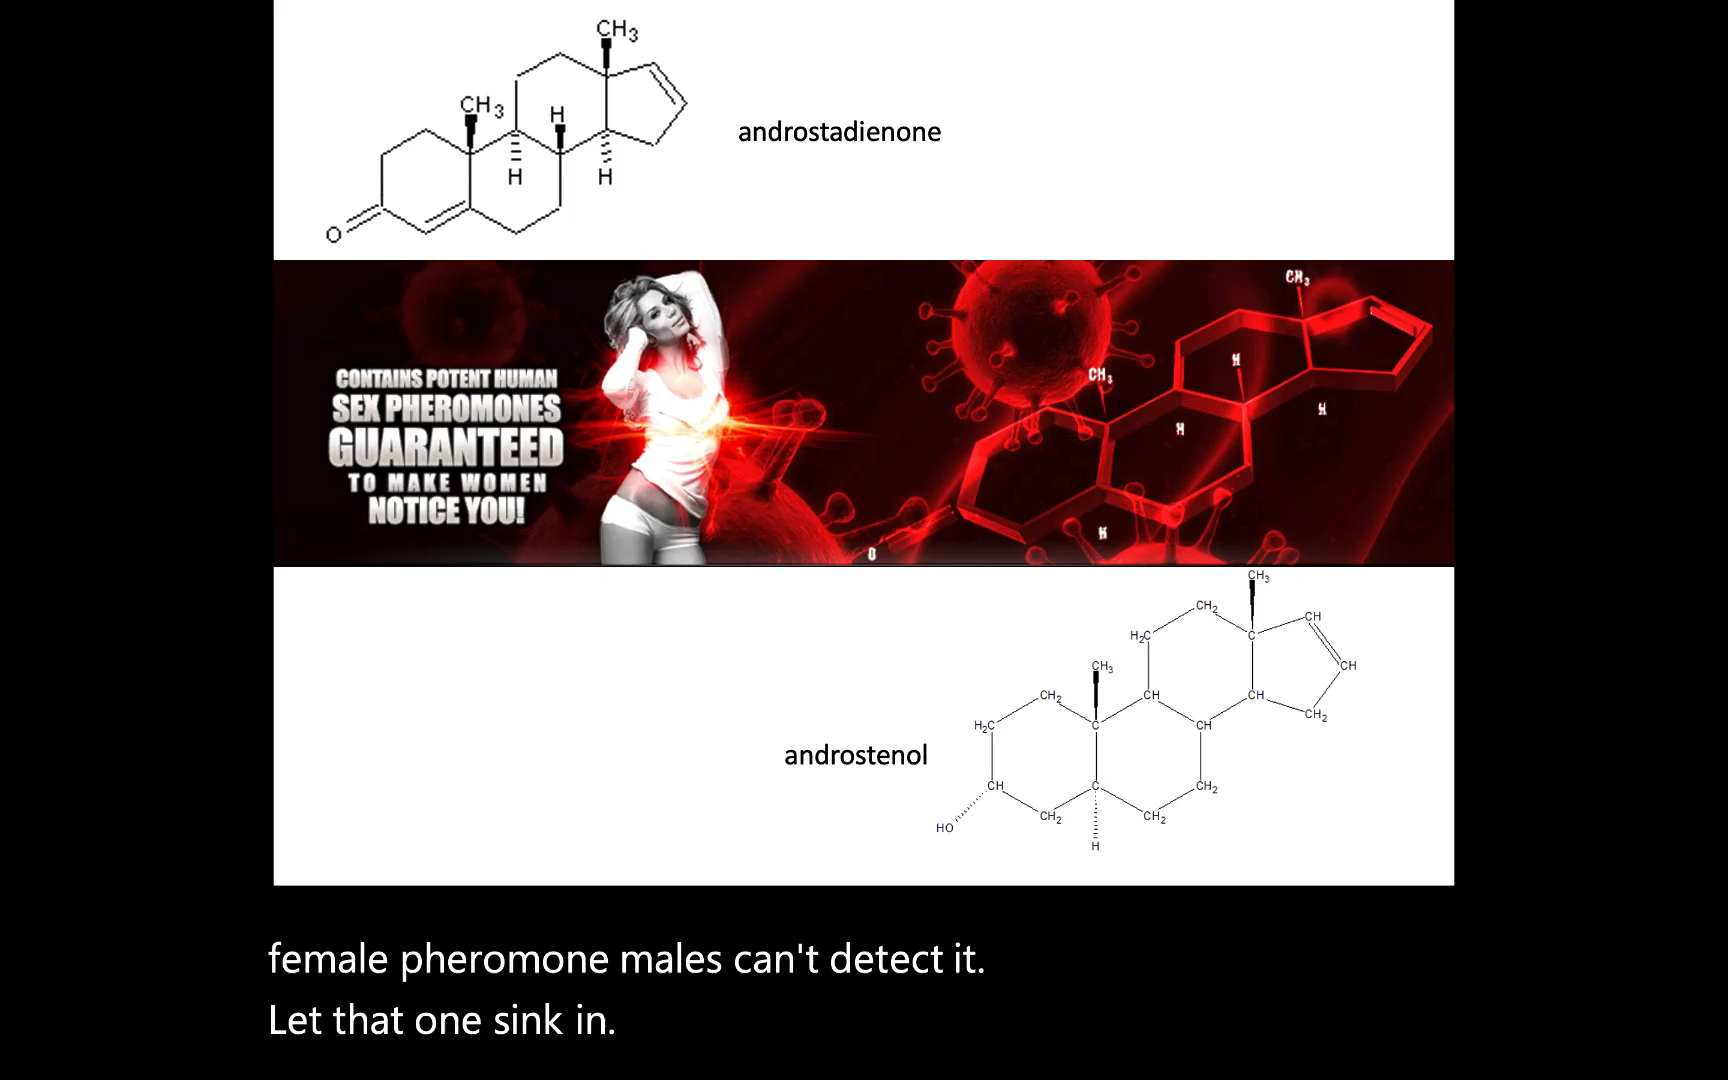 CH3
CH3
H
androstadienone
H
H
O
CH3
H
CH3
CONTAINS POTENT HUMAN
SEX PHEROMONES
GUARANTEED
TO MAKE WOMEN
NOTICE YOU!
H
H
H
O
CH3
CH2
CH
H2C
CH3
CH
CH2
CH
CH
CH2
H2C
C
C
CH
androstenol
CH
C
CH2
CH2
CH2
HO
H
female pheromone males can't detect it.
Let that one sink in.